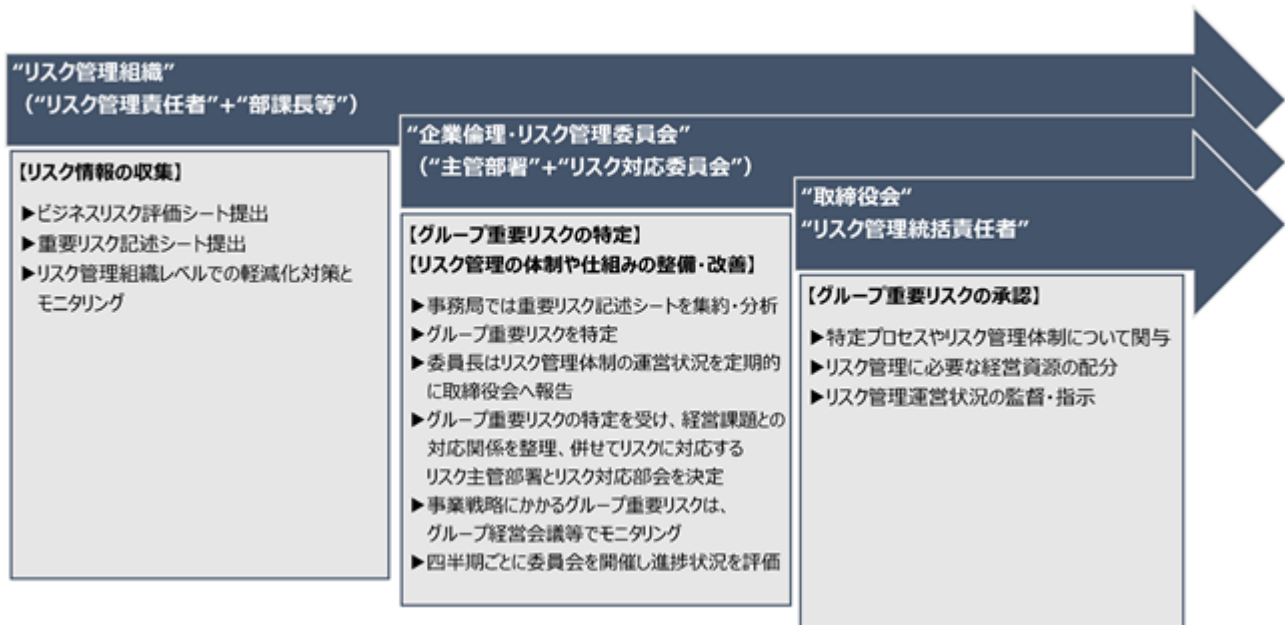 “リスク管理組織”
(“リスク管理責任者”+“部課長等”)
【リスク情報の収集】
▶ビジネスリスク評価シート提出
▶重要リスク記述シート提出
▶リスク管理組織レベルでの軽減化対策と
モニタリング
“企業倫理・リスク管理委員会”
(“主管部署”+“リスク対応委員会”)
【グループ重要リスクの特定】
【リスク管理の体制や仕組みの整備・改善】
▶事務局では重要リスク記述シートを集約・分析
▶グループ重要リスクを特定
▶委員長はリスク管理体制の運営状況を定期的
に取締役会へ報告
▶グループ重要リスクの特定を受け、経営課題との
対応関係を整理、併せてリスクに対応する
リスク主管部署とリスク対応部会を決定
▶事業戦略にかかるグループ重要リスクは、
グループ経営会議等でモニタリング
▶四半期ごとに委員会を開催し進捗状況を評価
“取締役会“
“リスク管理統括責任者”
【グループ重要リスクの承認】
▶特定プロセスやリスク管理体制について関与
▶リスク管理に必要な経営資源の配分
▶リスク管理運営状況の監督・指示